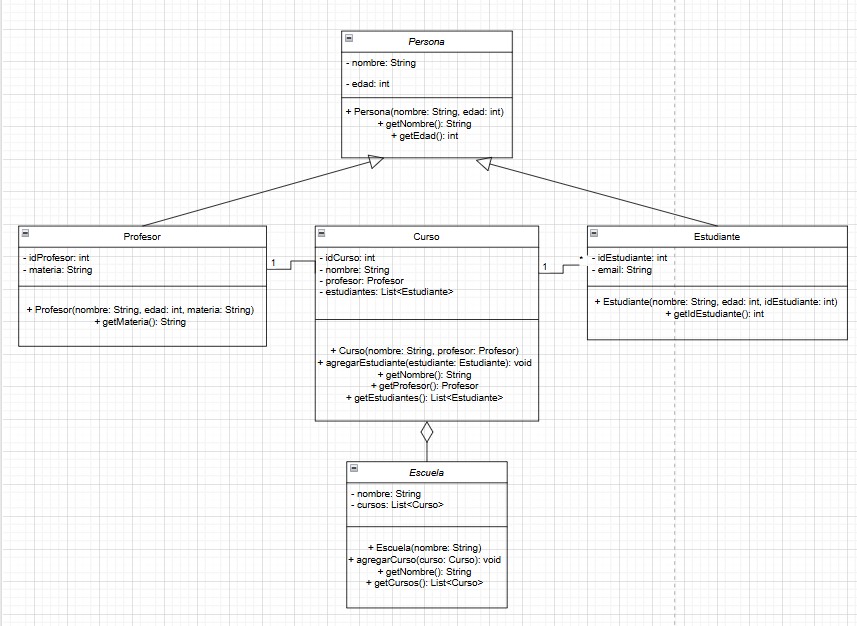 Persona
- nombre: String
- edad: int
+ Persona(nombre: String, edad: int)
+ getNombre(): String
+ getEdad(): int
Profesor
- idProfesor: int
- materia: String
+ Profesor(nombre: String, edad: int, materia: String)
+ getMateria(): String
1
Curso
- idCurso: int
- nombre: String
- profesor: Profesor
- estudiantes: List<Estudiante>
+ Curso(nombre: String, profesor: Profesor)
+ agregarEstudiante(estudiante: Estudiante): void
+ getNombre(): String
+ getProfesor(): Profesor
+ getEstudiantes(): List<Estudiante>
1
*
Estudiante
- idEstudiante: int
- email: String
+ Estudiante(nombre: String, edad: int, idEstudiante: int)
+ getIdEstudiante(): int
Escuela
- nombre: String
- cursos: List<Curso>
+ Escuela(nombre: String)
+ agregarCurso(curso: Curso): void
+ getNombre(): String
+ getCursos(): List<Curso>